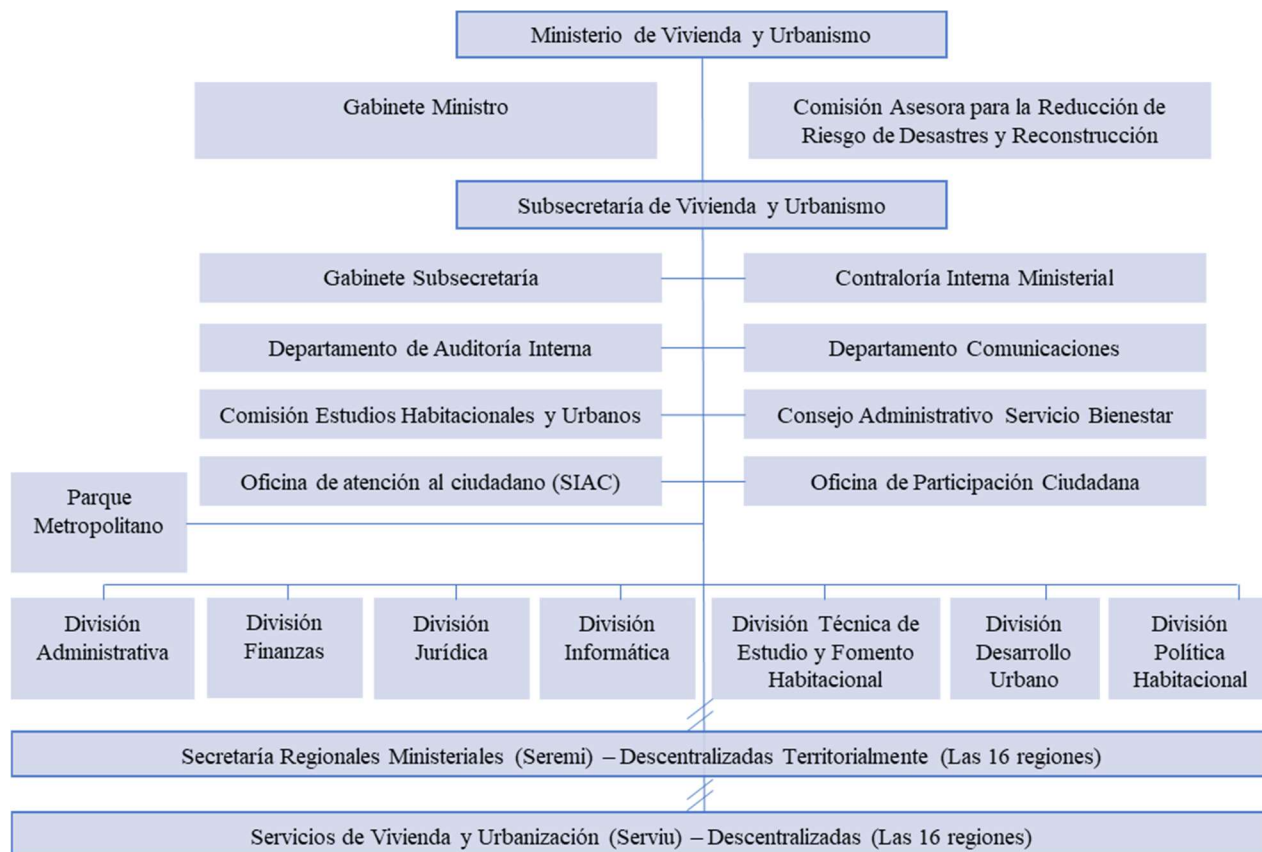 Ministerio de Vivienda y Urbanismo
Gabinete Ministro
Comisión Asesora para la Reducción de
Riesgo de Desastres y Reconstrucción
Subsecretaría de Vivienda y Urbanismo
Gabinete Subsecretaría
Contraloría Interna Ministerial
Departamento de Auditoría Interna
Departamento Comunicaciones
Comisión Estudios Habitacionales y Urbanos
Consejo Administrativo Servicio Bienestar
Oficina de atención al ciudadano (SIAC)
Oficina de Participación Ciudadana
Parque
Metropolitano
División
Administrativa
División
Finanzas
División
Jurídica
División
Informática
División Técnica de
Estudio y Fomento
Habitacional
División
Desarrollo
Urbano
División
Política
Habitacional
Secretaría Regionales Ministeriales (Seremi) – Descentralizadas Territorialmente (Las 16 regiones)
Servicios de Vivienda y Urbanización (Serviu) – Descentralizadas (Las 16 regiones)